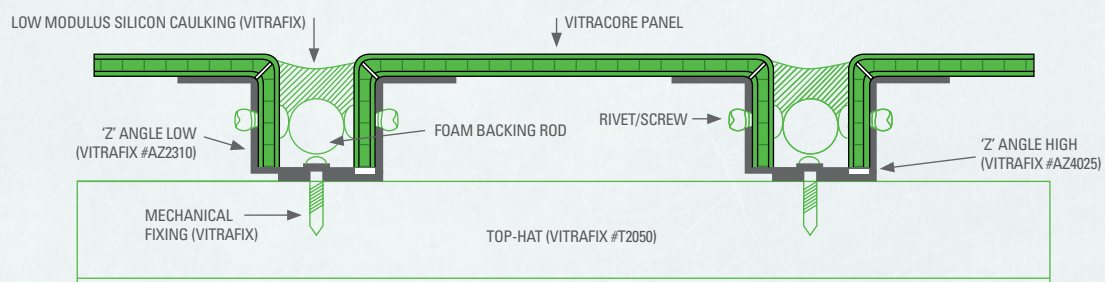 LOW MODULUS SILICON CAULKING (VITRAFIX)
VITRACORE PANEL
'Z' ANGLE LOW
(VITRAFIX #AZ2310)
FOAM BACKING ROD
RIVET/SCREW
'Z' ANGLE HIGH
(VITRAFIX #AZ4025)
MECHANICAL
FIXING (VITRAFIX)
TOP-HAT (VITRAFIX #T2050)